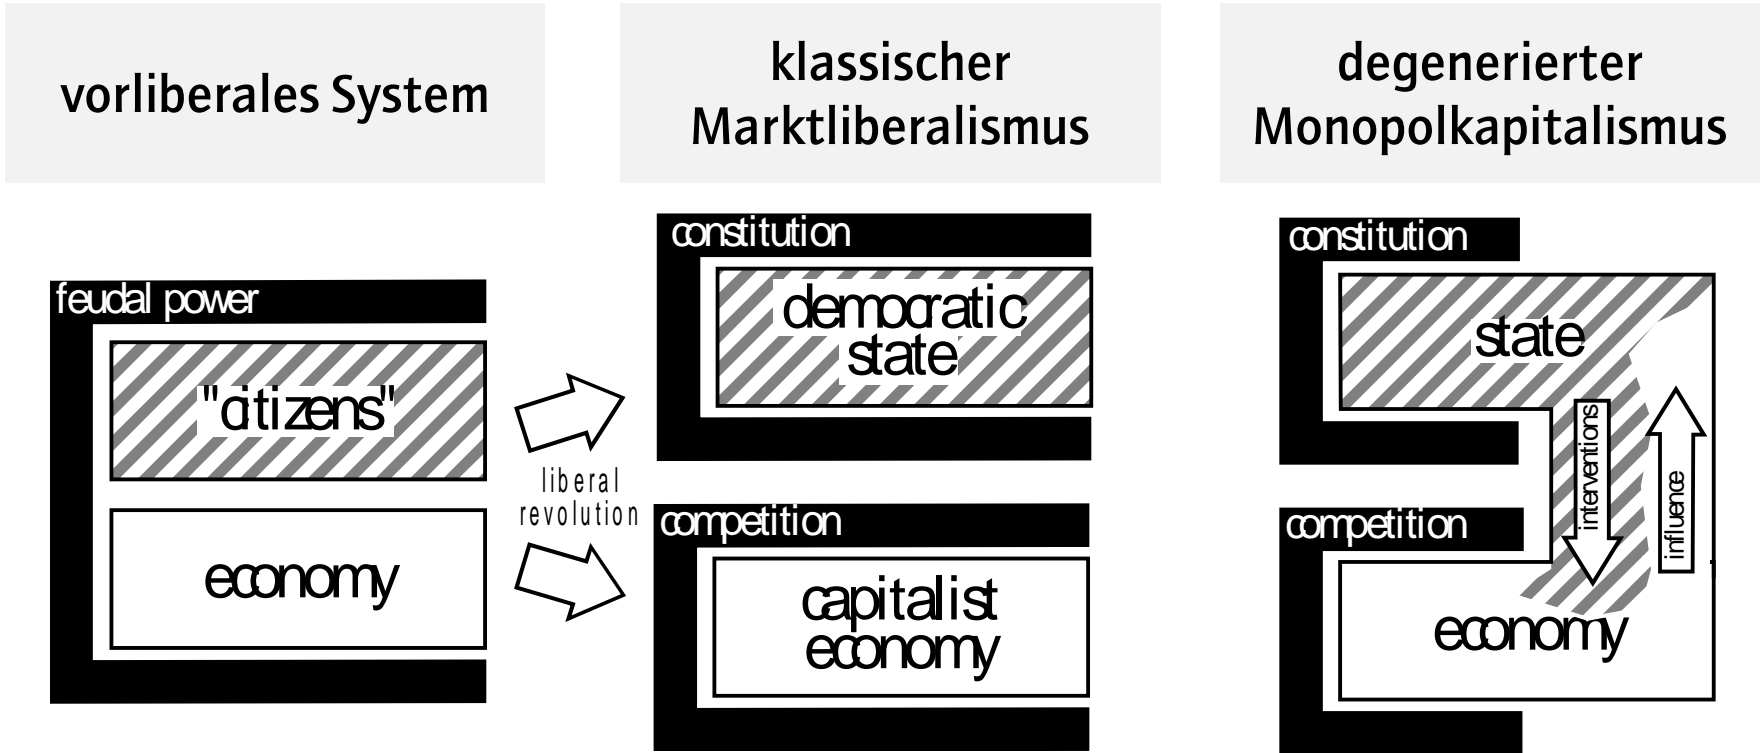 vorliberales System
klassischer
Marktliberalismus
degenerierter
Monopolkapitalismus
feudal power
"citizens"
economy
liberal
revolution
constitution
democratic
state
competition
capitalist
economy
constitution
state
interventions
influence
competition
economy